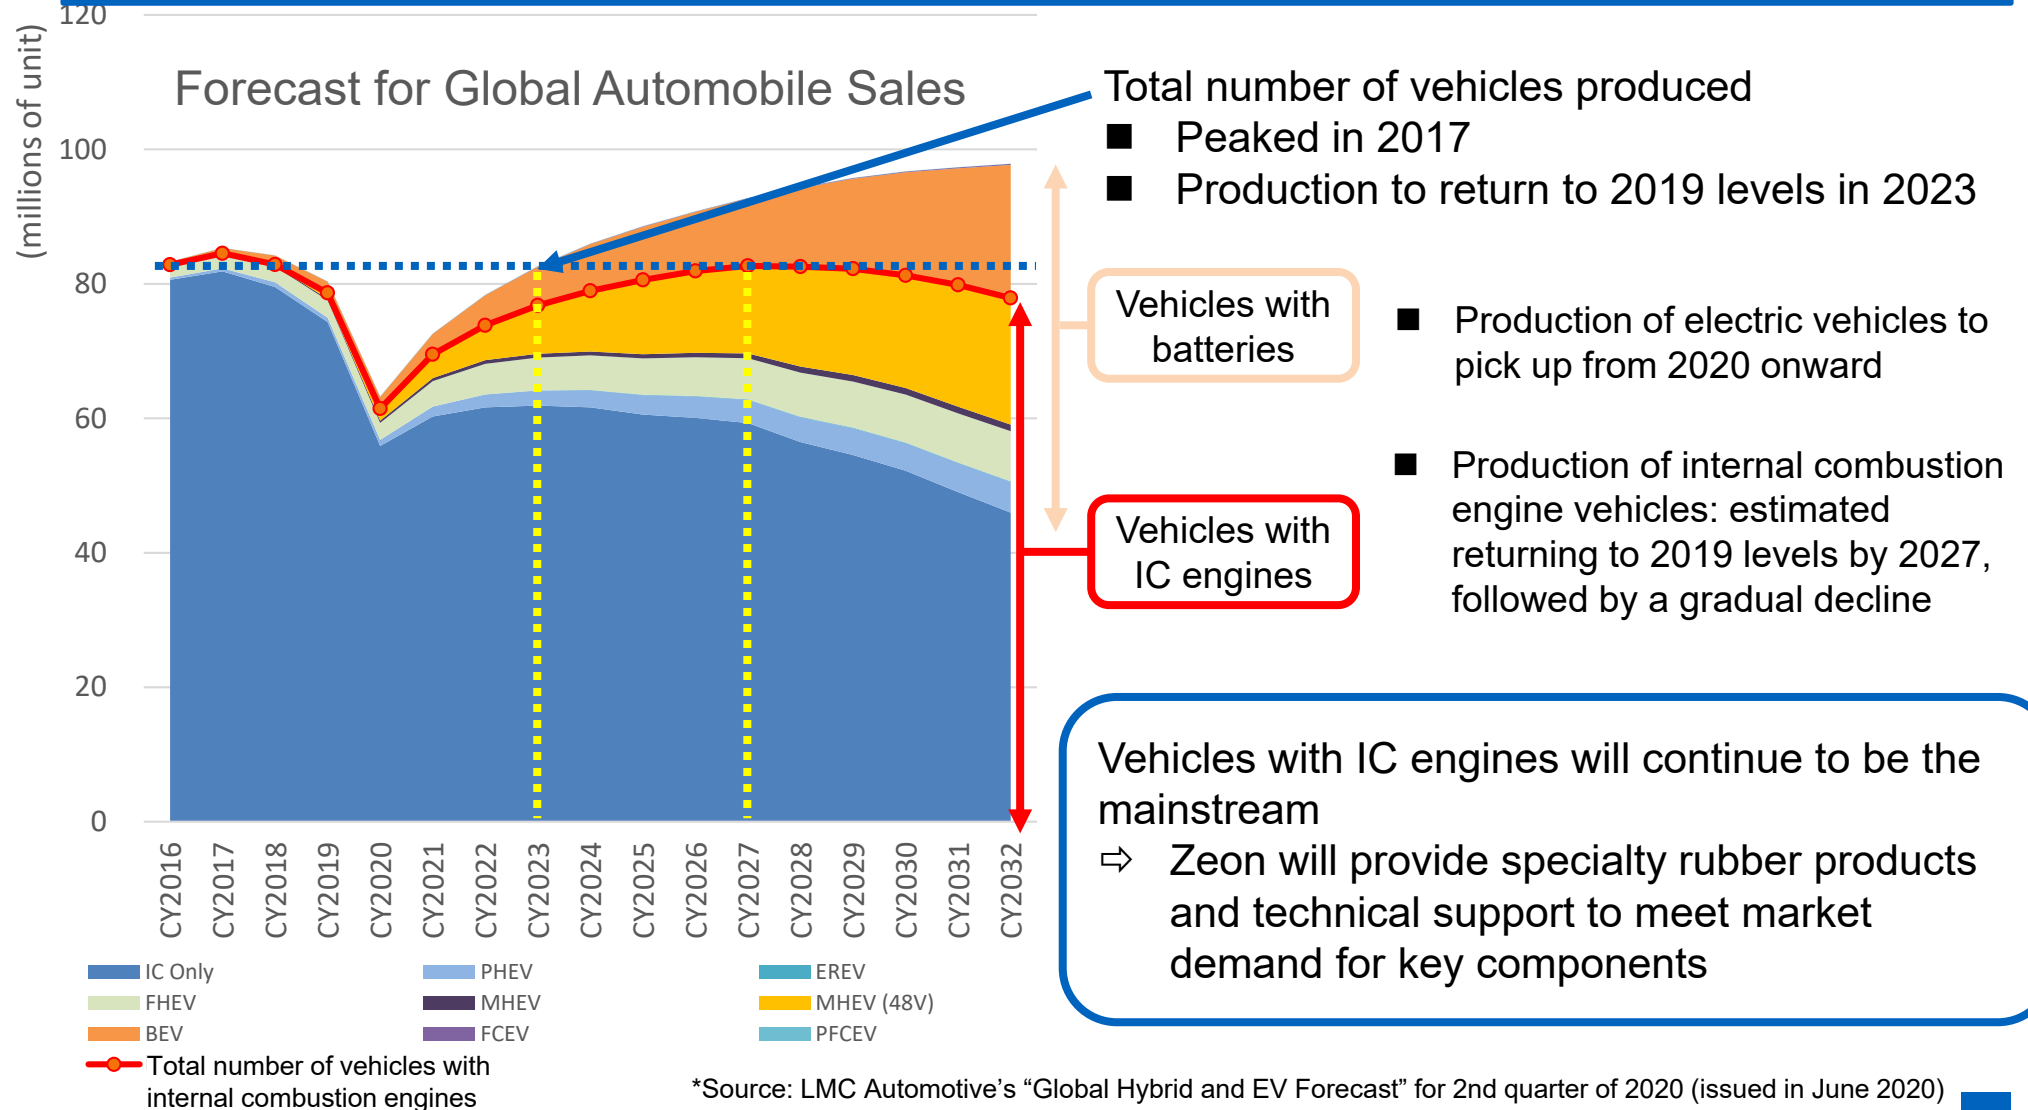 (millions of unit)
120
100
80
60
40
20
0
Forecast for Global Automobile Sales
CY2016
CY2017
CY2018
CY2019
CY2020
CY2021
CY2022
CY2023
CY2024
CY2025
CY2026
CY2027
CY2028
CY2029
CY2030
CY2031
CY2032
IC Only
PHEV
EREV
FHEV
MHEV
MHEV (48V)
BEV
FCEV
PFCEV
Total number of vehicles with
internal combustion engines
Total number of vehicles produced
■ Peaked in 2017
■ Production to return to 2019 levels in 2023
Vehicles with
batteries
■ Production of electric vehicles to
pick up from 2020 onward
Vehicles with
IC engines
■ Production of internal combustion
engine vehicles: estimated
returning to 2019 levels by 2027,
followed by a gradual decline
Vehicles with IC engines will continue to be the
mainstream
⇨ Zeon will provide specialty rubber products
and technical support to meet market
demand for key components
*Source: LMC Automotive’s “Global Hybrid and EV Forecast” for 2nd quarter of 2020 (issued in June 2020)